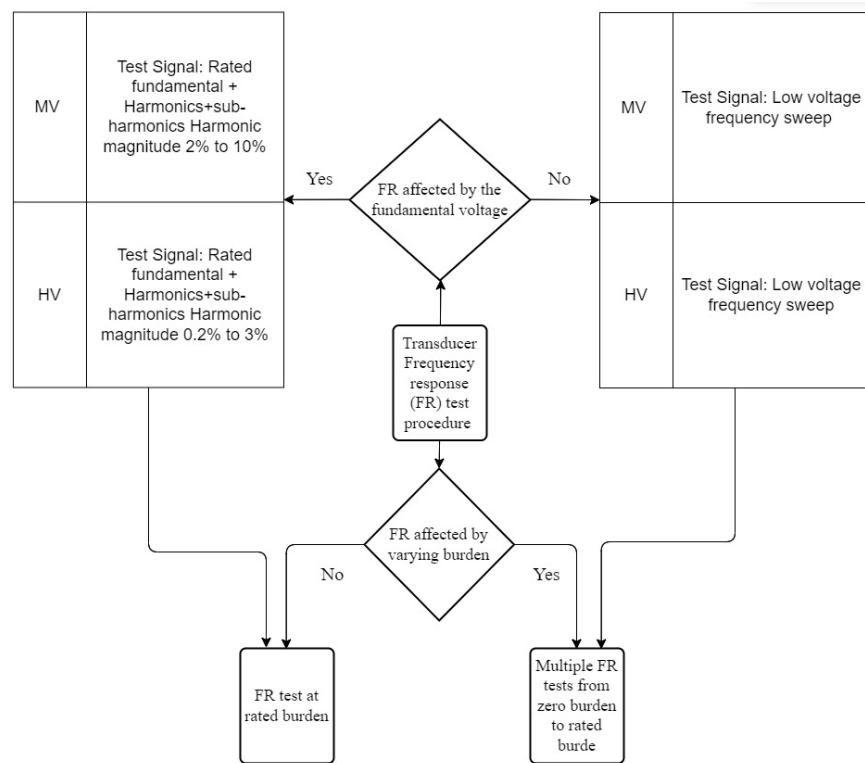 MV
Test Signal: Rated
fundamental +
Harmonics+sub-
harmonics Harmonic
magnitude 2% to 10%
HV
Test Signal: Rated
fundamental +
Harmonics+sub-
harmonics Harmonic
magnitude 0.2% to 3%
Yes
FR affected by the
fundamental voltage
No
MV
Test Signal: Low voltage
frequency sweep
HV
Test Signal: Low voltage
frequency sweep
Transducer
Frequency
response
(FR) test
procedure
FR affected by
varying burden
No
Yes
FR test at
rated burden
Multiple FR
tests from
zero burden
to rated
burde